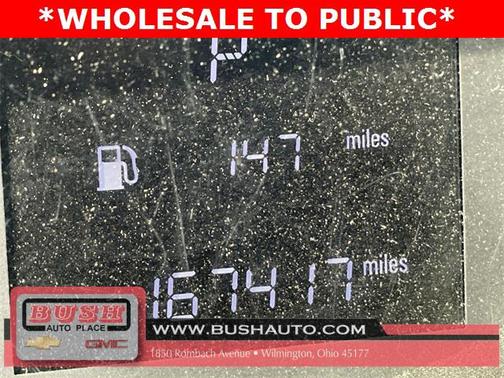 *WHOLESALE TO PUBLIC*
P
147 miles
167417 miles
BUSH
AUTO PLACE
GMC
WWW.BUSHAUTO.COM
1850 Rombach Avenue • Wilmington, Ohio 45177